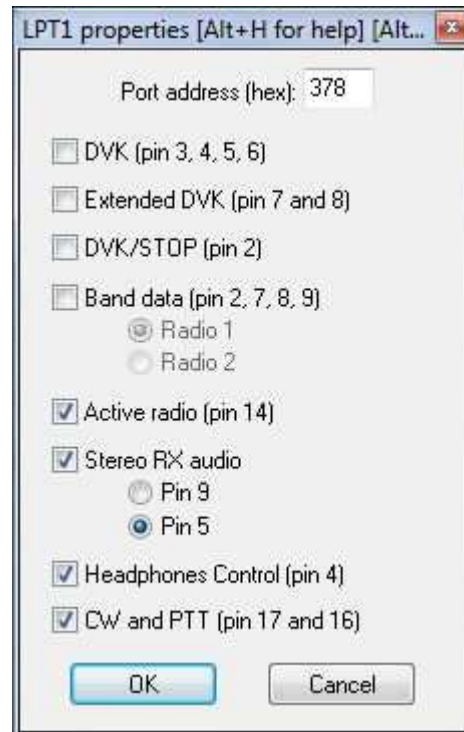 LPT1 properties [Alt+H for help] [Alt...
Port address (hex): 378
DVK (pin 3, 4, 5, 6)
Extended DVK (pin 7 and 8)
DVK/STOP (pin 2)
Band data (pin 2, 7, 8, 9)
Radio 1
Radio 2
Active radio (pin 14)
Stereo RX audio
Pin 9
Pin 5
Headphones Control (pin 4)
CW and PTT (pin 17 and 16)
OK Cancel